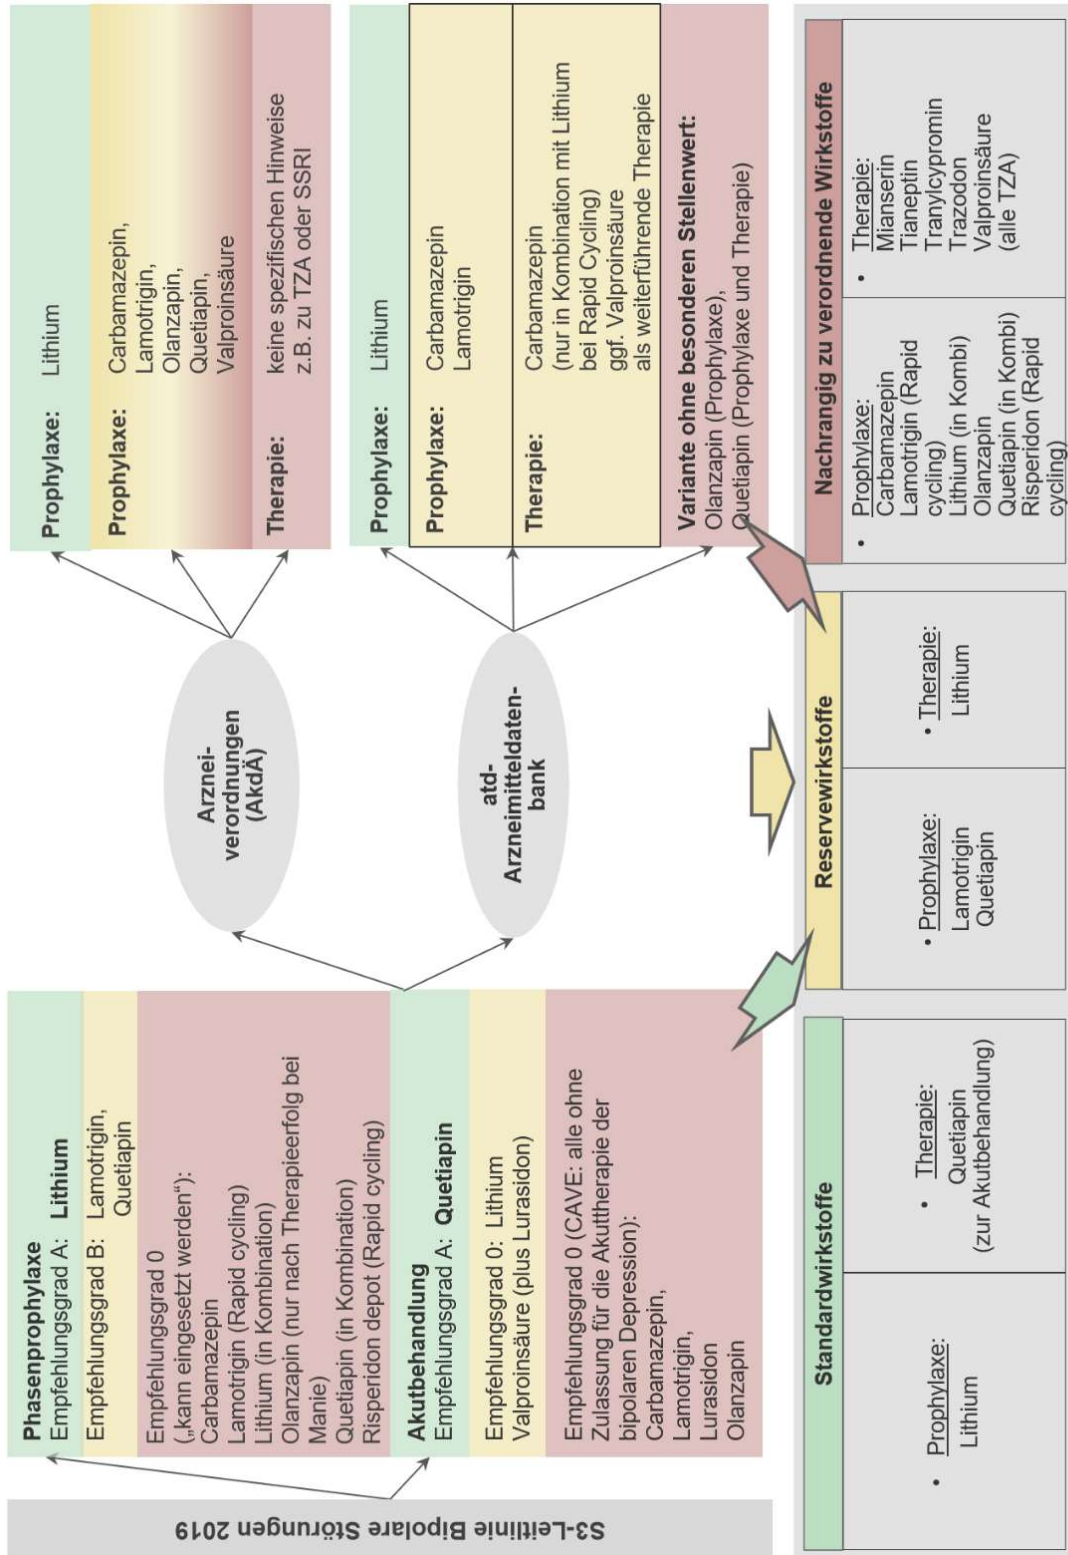 S3-Leitlinie Bipolare Störungen 2019
Phasenprophylaxe
Empfehlungsgrad A: Lithium
Empfehlungsgrad B: Lamotrigin,
Quetiapin
Empfehlungsgrad 0
(„kann eingesetzt werden“):
Carbamazepin
Lamotrigin (Rapid cycling)
Lithium (in Kombination)
Olanzapin (nur nach Therapieerfolg bei
Manie)
Quetiapin (in Kombination)
Risperidon depot (Rapid cycling)
Akutbehandlung
Empfehlungsgrad A: Quetiapin
Empfehlungsgrad 0: Lithium
Valproinsäure (plus Lurasidon)
Empfehlungsgrad 0 (CAVE: alle ohne
Zulassung für die Akuttherapie der
bipolaren Depression):
Carbamazepin,
Lamotrigin,
Lurasidon
Olanzapin
Arznei-
verordnungen
(AkdÄ)
Prophylaxe: Lithium
Prophylaxe: Carbamazepin,
Lamotrigin,
Olanzapin,
Quetiapin,
Valproinsäure
Therapie: keine spezifischen Hinweise
z.B. zu TZA oder SSRI
atd-
Arzneimitteldaten-
bank
Prophylaxe: Lithium
Prophylaxe: Carbamazepin
Lamotrigin
Therapie: Carbamazepin
(nur in Kombination mit Lithium
bei Rapid Cycling)
ggf. Valproinsäure
als weiterführende Therapie
Variante ohne besonderen Stellenwert:
Olanzapin (Prophylaxe),
Quetiapin (Prophylaxe und Therapie)
Standardwirkstoffe
• Prophylaxe:
Lithium
• Therapie:
Quetiapin
(zur Akutbehandlung)
Reservewirkstoffe
• Prophylaxe:
Lamotrigin
Quetiapin
• Therapie:
Lithium
Nachrangig zu verordnende Wirkstoffe
• Prophylaxe:
Carbamazepin
Lamotrigin (Rapid
cycling)
Lithium (in Kombi)
Olanzapin
Quetiapin (in Kombi)
Risperidon (Rapid
cycling)
• Therapie:
Mianserin
Tianeptin
Tranylcypromin
Trazodon
Valproinsäure
(alle TZA)